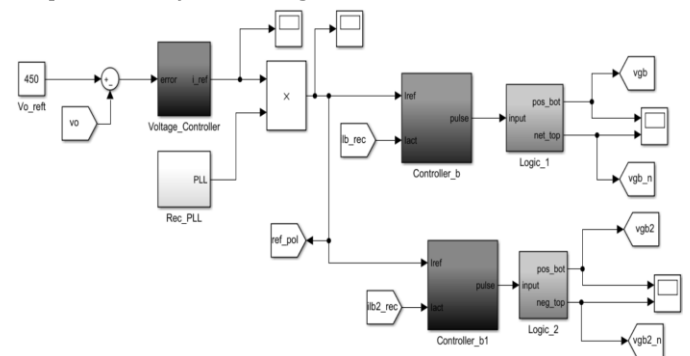 450
Vo_reft
vo
error
i_ref
Voltage_Controller
X
PLL
Rec_PLL
ref_pol
Iref
Iact
pulse
Ib_rec
Controller_b
input
pos_bot
net_top
Logic_1
vgb
vgb_n
Iref
Iact
pulse
ilb2_rec
Controller_b1
input
pos_bot
neg_top
Logic_2
vgb2
vgb2_n